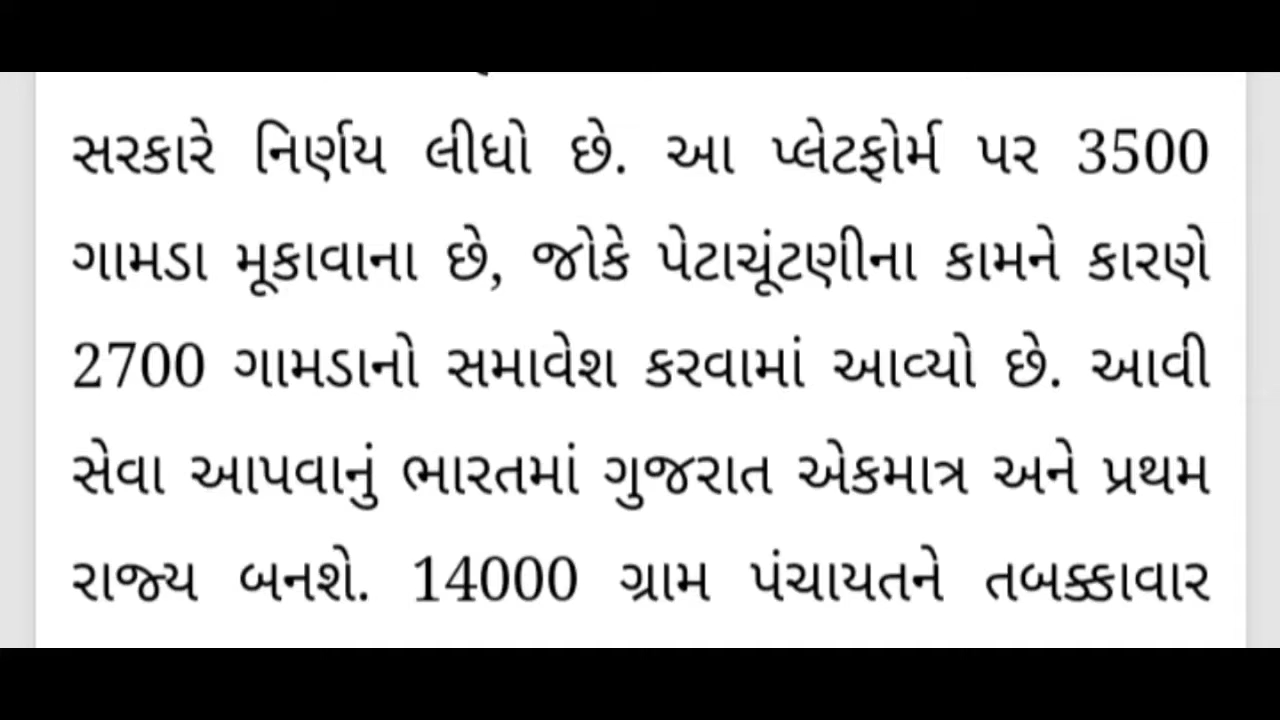 સરકારે નિર્ણય લીધો છે. આ પ્લેટફોર્મ પર 3500
ગામડા મૂકાવાના છે, જોકે પેટાચૂંટણીના કામને કારણે
2700 ગામડાનો સમાવેશ કરવામાં આવ્યો છે. આવી
સેવા આપવાનું ભારતમાં ગુજરાત એકમાત્ર અને પ્રથમ
રાજ્ય બનશે. 14000 ગ્રામ પંચાયતને તબક્કાવાર